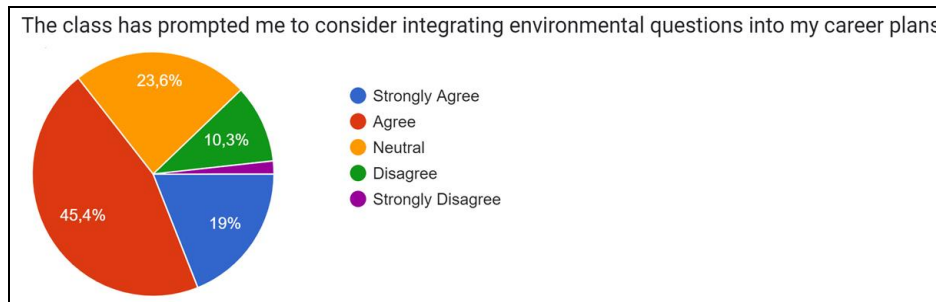 The class has prompted me to consider integrating environmental questions into my career plans
23,6%
10,3%
45,4%
19%
Strongly Agree
Agree
Neutral
Disagree
Strongly Disagree